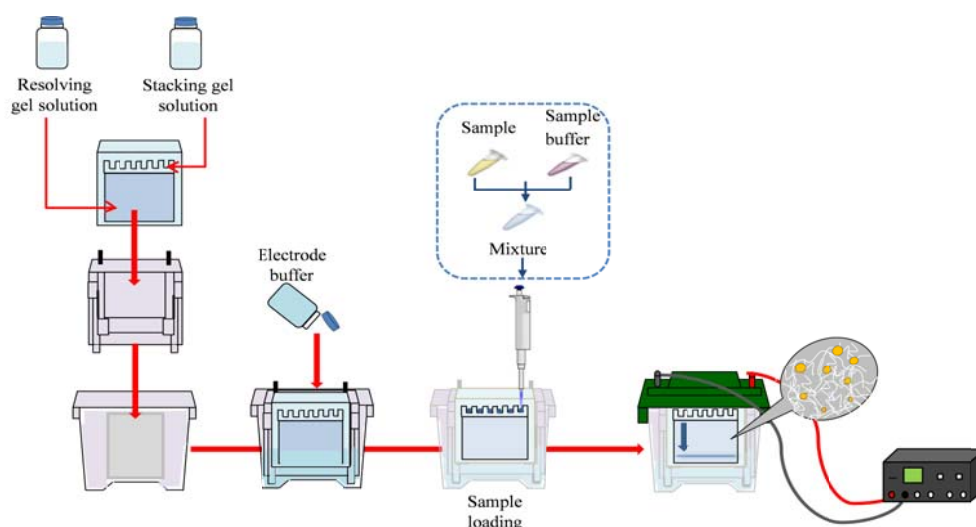 Resolving
gel solution
Stacking gel
solution
Sample
Sample
buffer
Mixture
Electrode
buffer
Sample
loading